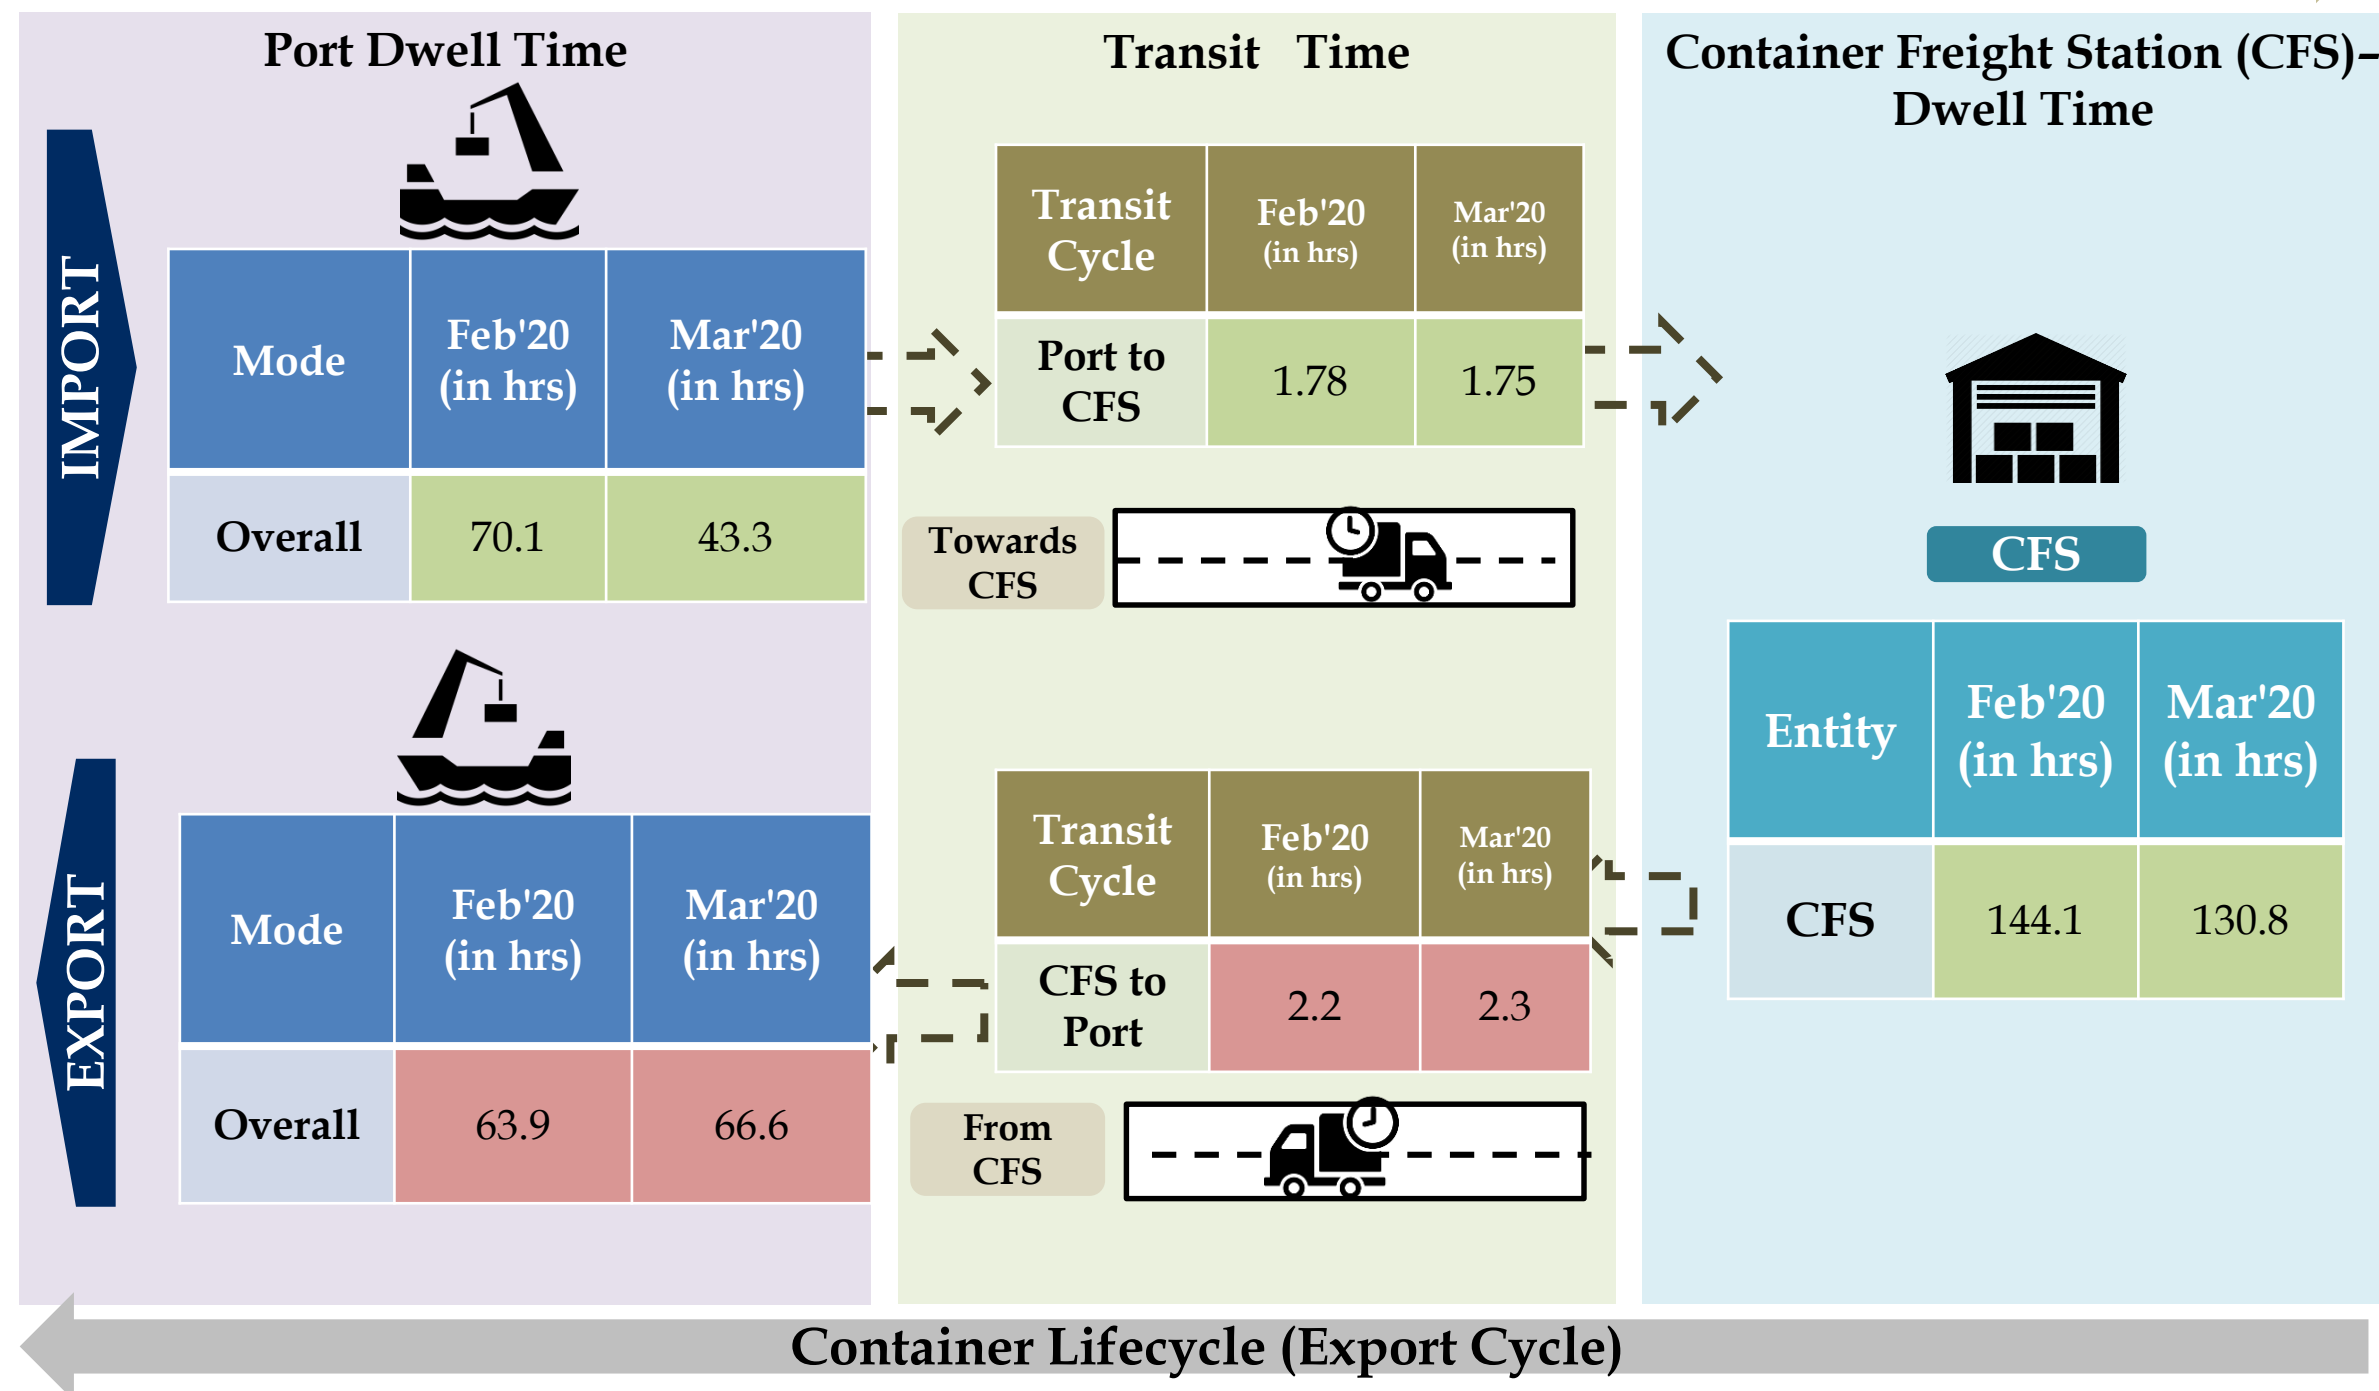 Port Dwell Time
IMPORT
Mode Feb'20 (in hrs) Mar'20 (in hrs)
Overall 70.1 43.3
EXPORT
Mode Feb'20 (in hrs) Mar'20 (in hrs)
Overall 63.9 66.6
Transit Time
Transit Cycle Feb'20 (in hrs) Mar'20 (in hrs)
Port to CFS 1.78 1.75
Towards
CFS
Transit Cycle Feb'20 (in hrs) Mar'20 (in hrs)
CFS to Port 2.2 2.3
From
CFS
Container Freight Station (CFS)–
Dwell Time
CFS
Entity Feb'20 (in hrs) Mar'20 (in hrs)
CFS 144.1 130.8
Container Lifecycle (Export Cycle)